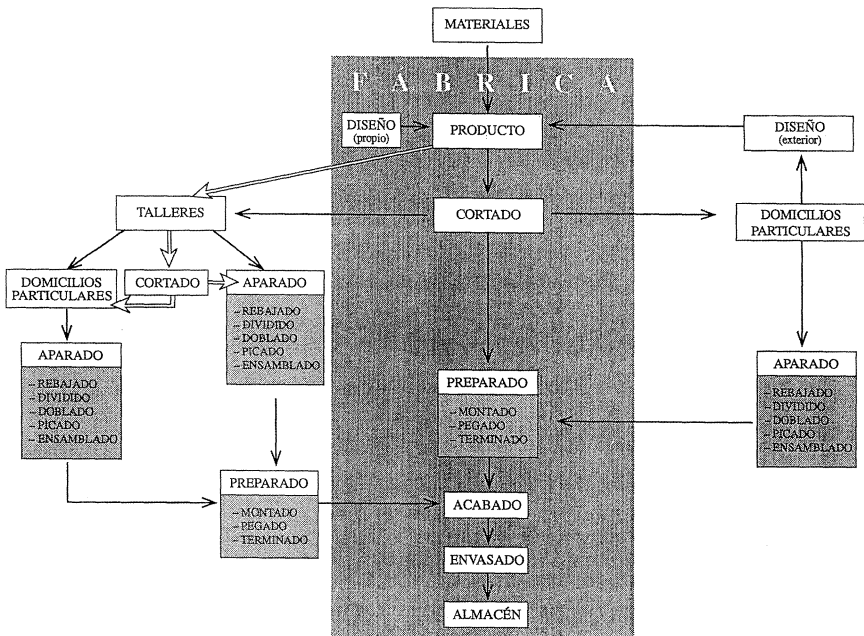 MATERIALES
FÁBRICA
DISEÑO
(propio)
PRODUCTO
DISEÑO
(exterior)
TALLERES
CORTADO
DOMICILIOS
PARTICULARES
DOMICILIOS
PARTICULARES
CORTADO
APARADO
– REBAJADO
– DIVIDIDO
– DOBLADO
– PICADO
– ENSAMBLADO
APARADO
– REBAJADO
– DIVIDIDO
– DOBLADO
– PICADO
– ENSAMBLADO
PREPARADO
– MONTADO
– PEGADO
– TERMINADO
APARADO
– REBAJADO
– DIVIDIDO
– DOBLADO
– PICADO
– ENSAMBLADO
PREPARADO
– MONTADO
– PEGADO
– TERMINADO
ACABADO
ENVASADO
ALMACÉN